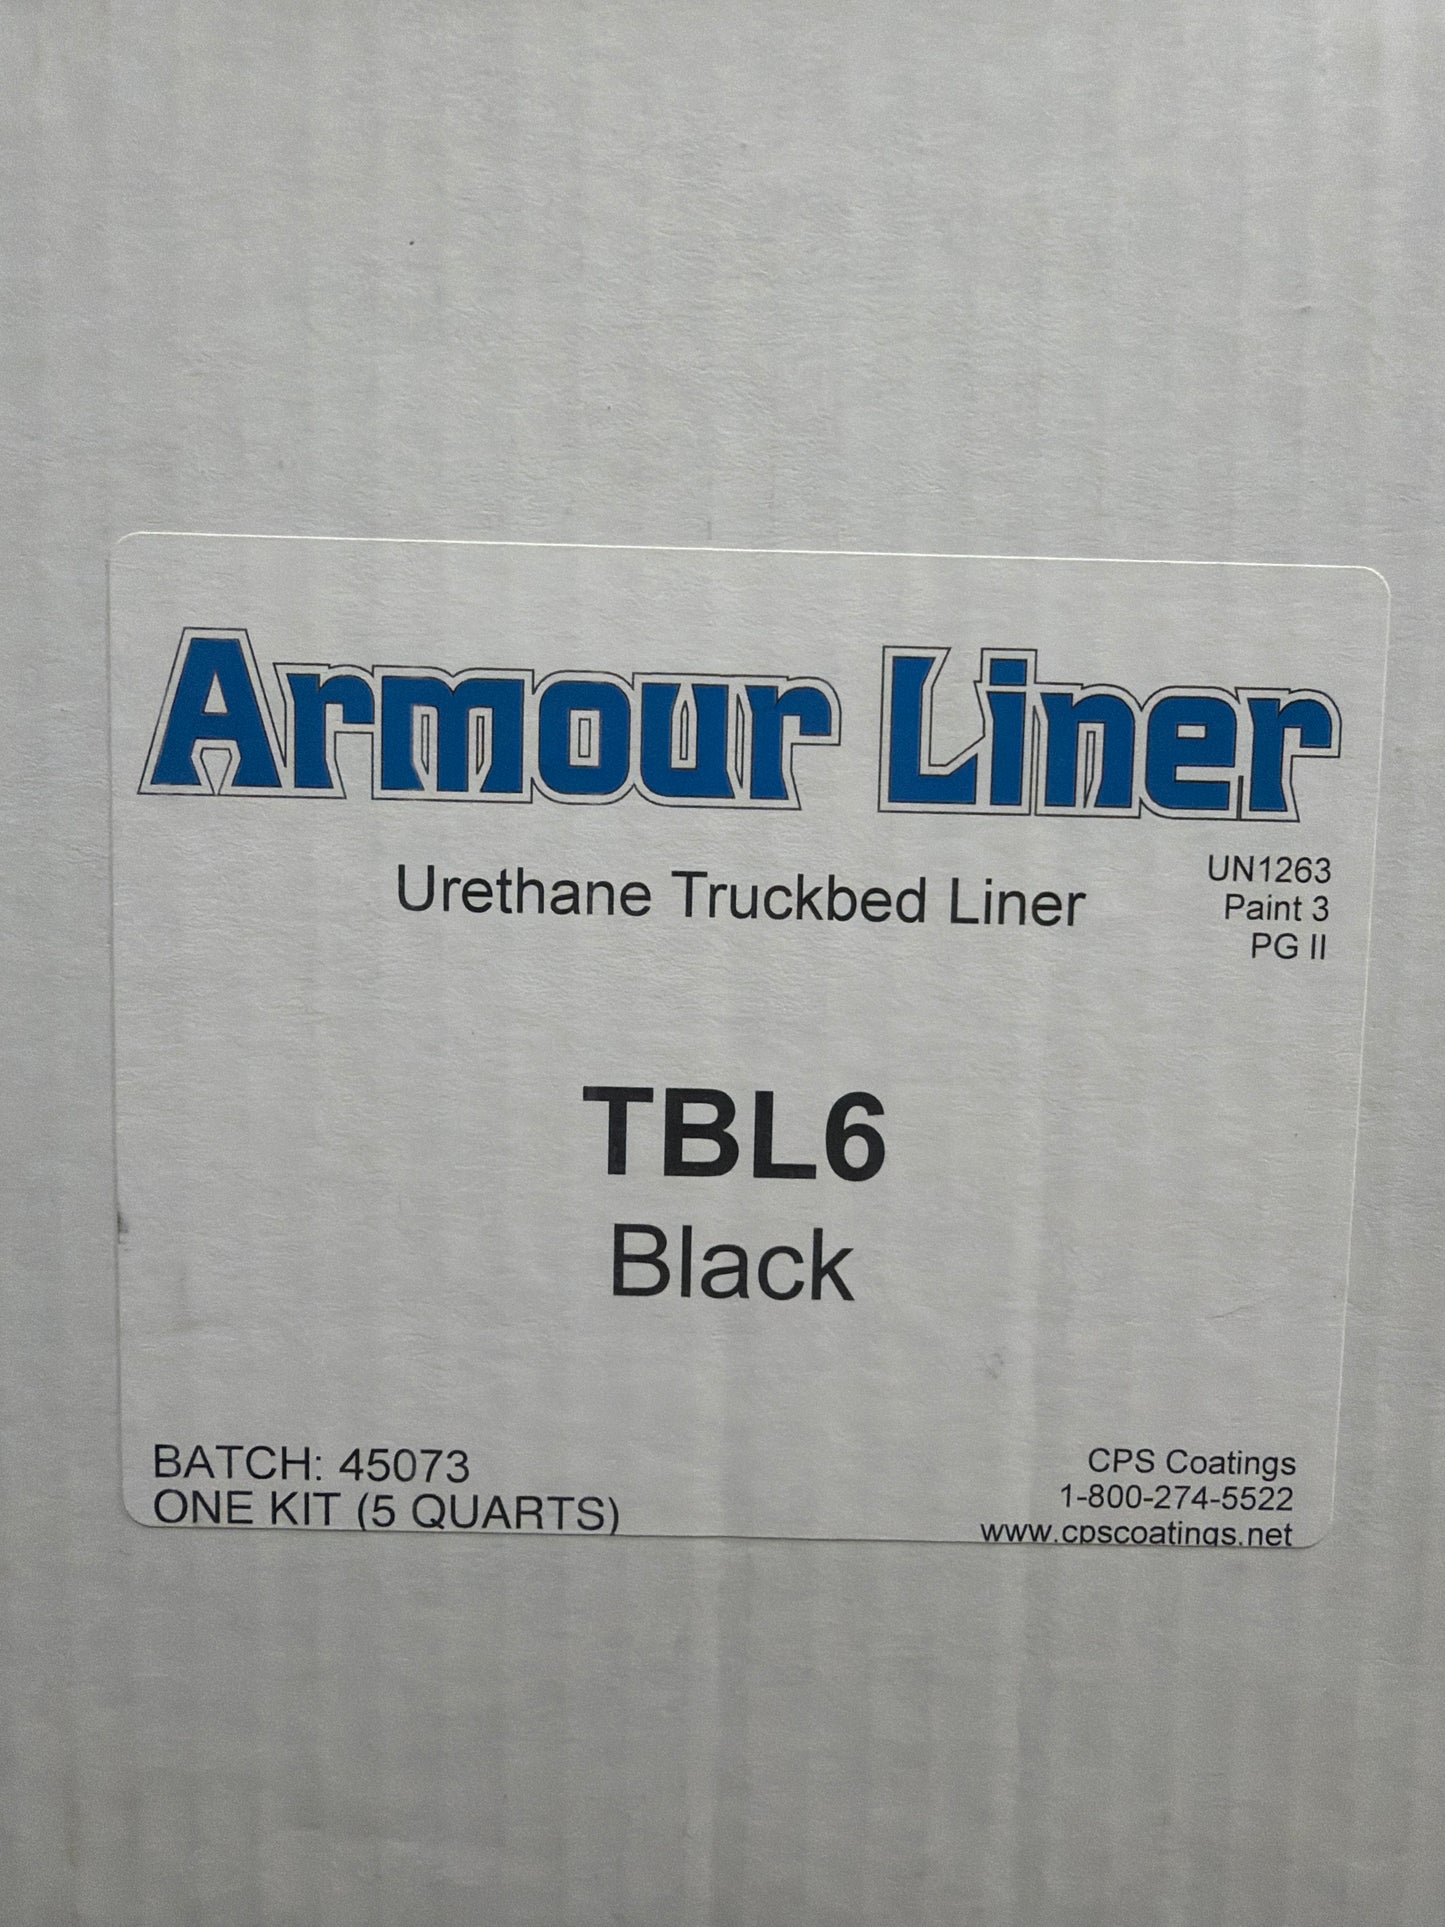 Armour Liner
Urethane Truckbed Liner
UN1263
Paint 3
PG II
TBL6
Black
BATCH: 45073
ONE KIT (5 QUARTS)
CPS Coatings
1-800-274-5522
www.cpscoatings.net